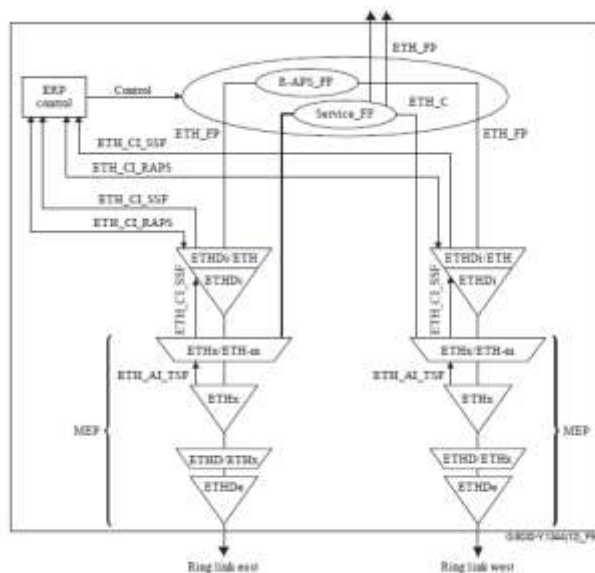 ETH_FP
ERP control
Control
R-APS_FF
ETH_C
Service_FF
ETH_FP
ETH_FP
ETH_CI_SSF
ETH_CI_RAPS
ETH_CI_SSF
ETH_CI_RAPS
ETHDi/ETH
ETHDi
ETHDi/ETH
ETHDi
ETH_CI_SSF
ETH_CI_SSF
ETHx/ETH-m
ETHx/ETH-m
ETH_AI_TSF
ETH_AI_TSF
ETHx
ETHx
MEP
MEP
ETHD/ETHx
ETHD/ETHx
ETHDe
ETHDe
Ring link east
Ring link west